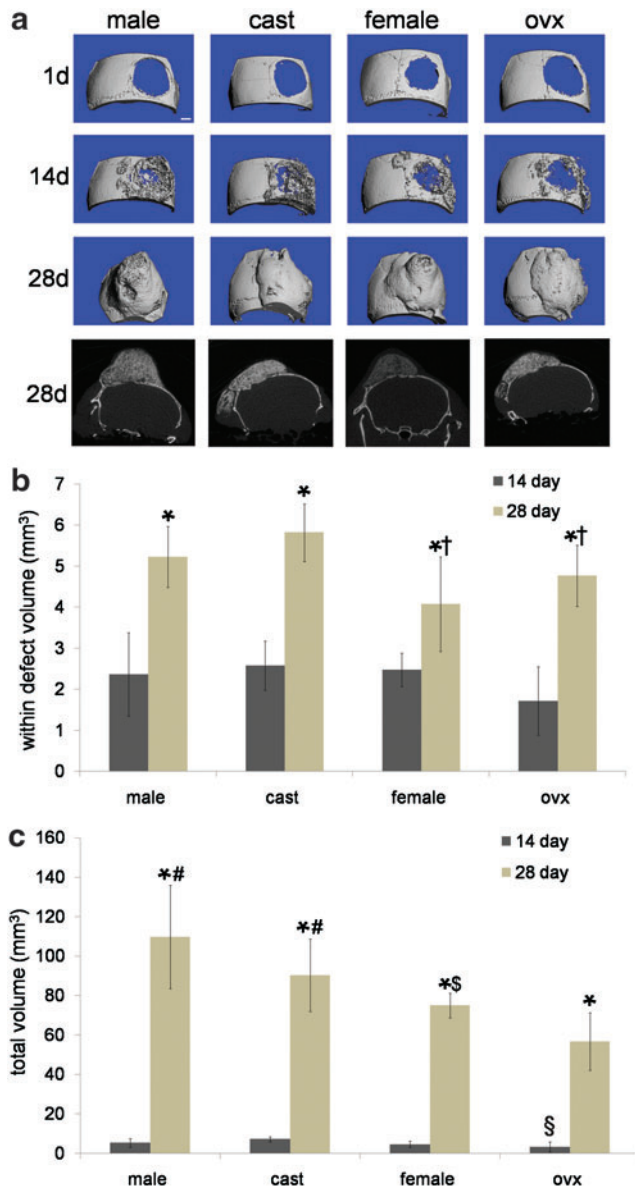 a male cast female ovx
1d
14d
28d
28d
b
7
6
5
4
3
2
1
0
within defect volume (mm³)
14 day
28 day
*
*
*†
*†
male cast female ovx
c
160
140
120
100
80
60
40
20
0
total volume (mm³)
14 day
28 day
*#
*#
*$
*
§
male cast female ovx